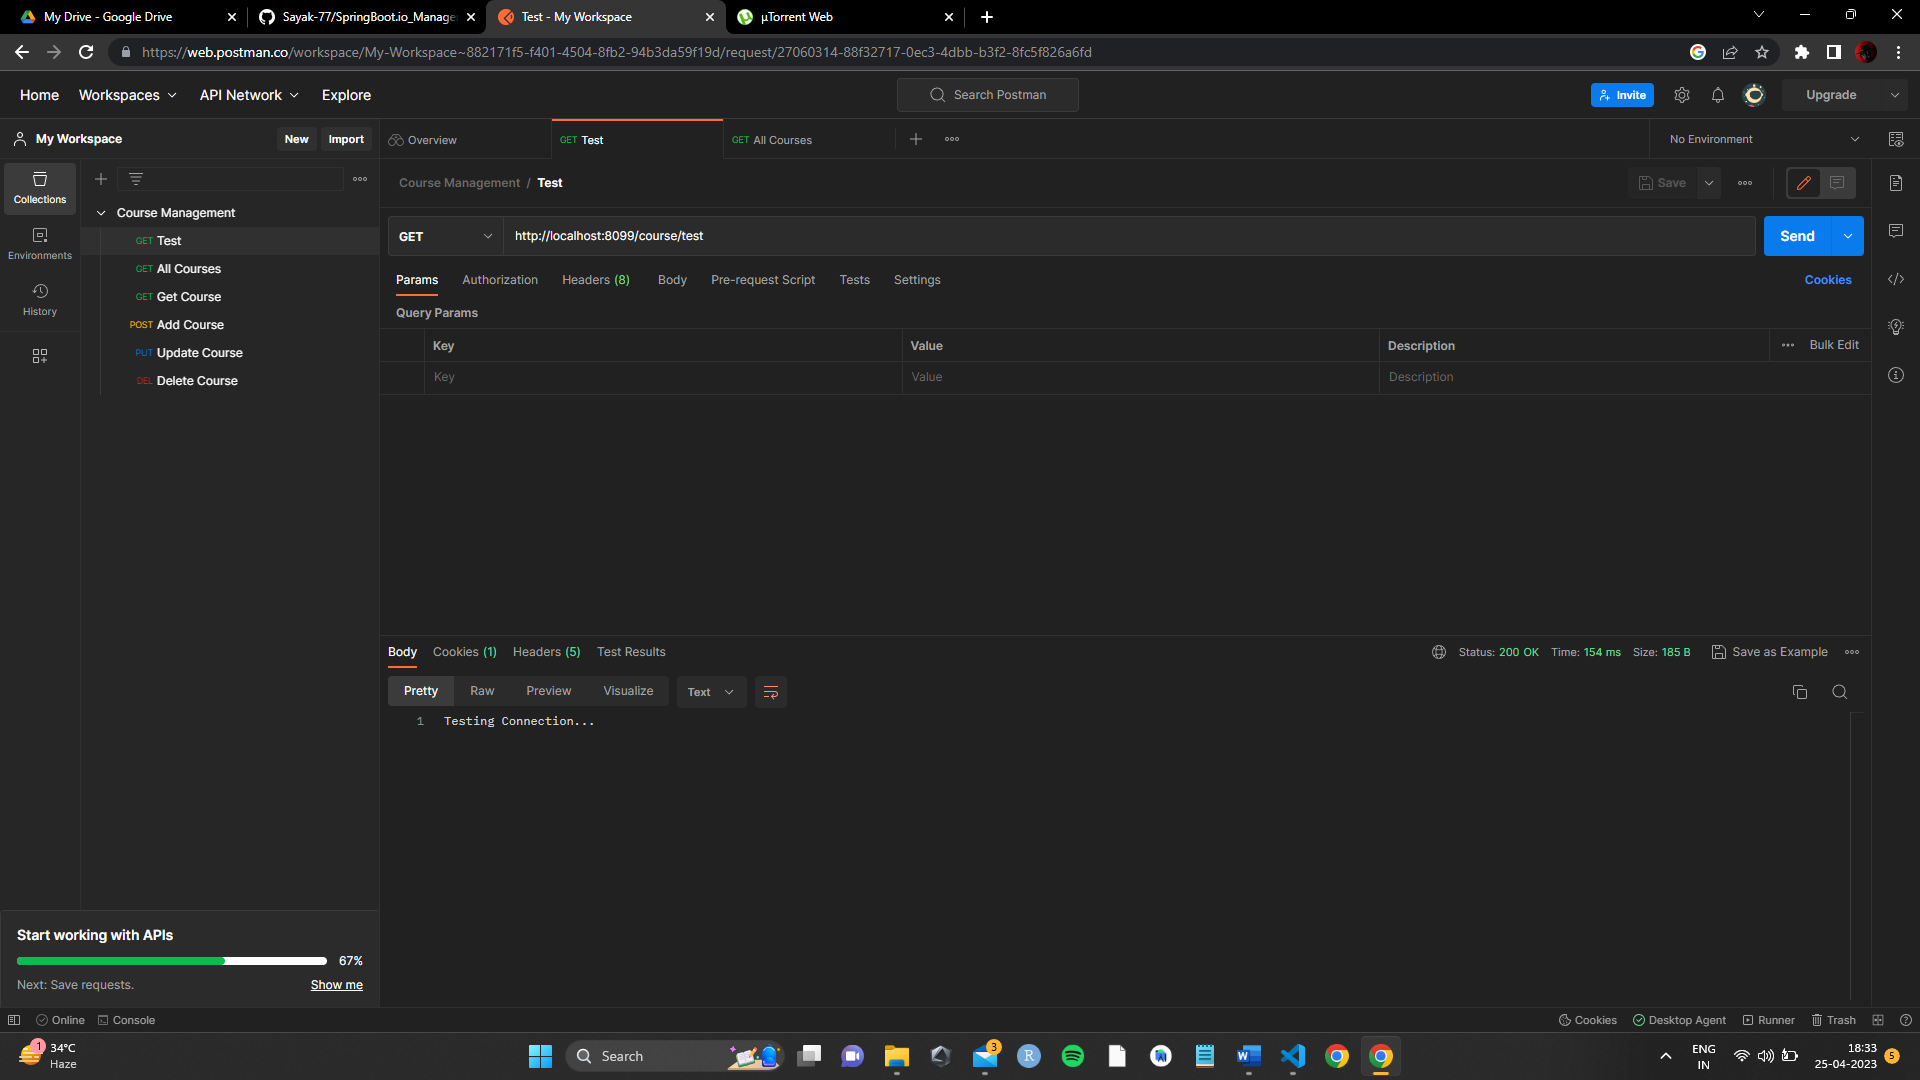 My Drive - Google Drive
Sayak-77/SpringBoot.io_Manage
Test - My Workspace
µTorrent Web
https://web.postman.co/workspace/My-Workspace~882171f5-f401-4504-8fb2-94b3da59f19d/request/27060314-88f32717-0ec3-4dbb-b3f2-8fc5f826a6fd
Home Workspaces API Network Explore
Search Postman
Invite
Upgrade
My Workspace
New Import
Overview
GET Test
GET All Courses
No Environment
Collections
Environments
History
Course Management
GET Test
GET All Courses
GET Get Course
POST Add Course
PUT Update Course
DEL Delete Course
Course Management / Test
Save
GET http://localhost:8099/course/test
Send
Params Authorization Headers (8) Body Pre-request Script Tests Settings
Cookies
Query Params
Key Value Description Bulk Edit
Key Value Description
Body Cookies (1) Headers (5) Test Results
Status: 200 OK Time: 154 ms Size: 185 B Save as Example
Pretty Raw Preview Visualize Text
1 Testing Connection...
Start working with APIs
67%
Next: Save requests. Show me
Online Console
Cookies Desktop Agent Runner Trash
1
34°C
Haze
Search
3
R
W
ENG
IN
18:33
25-04-2023
5